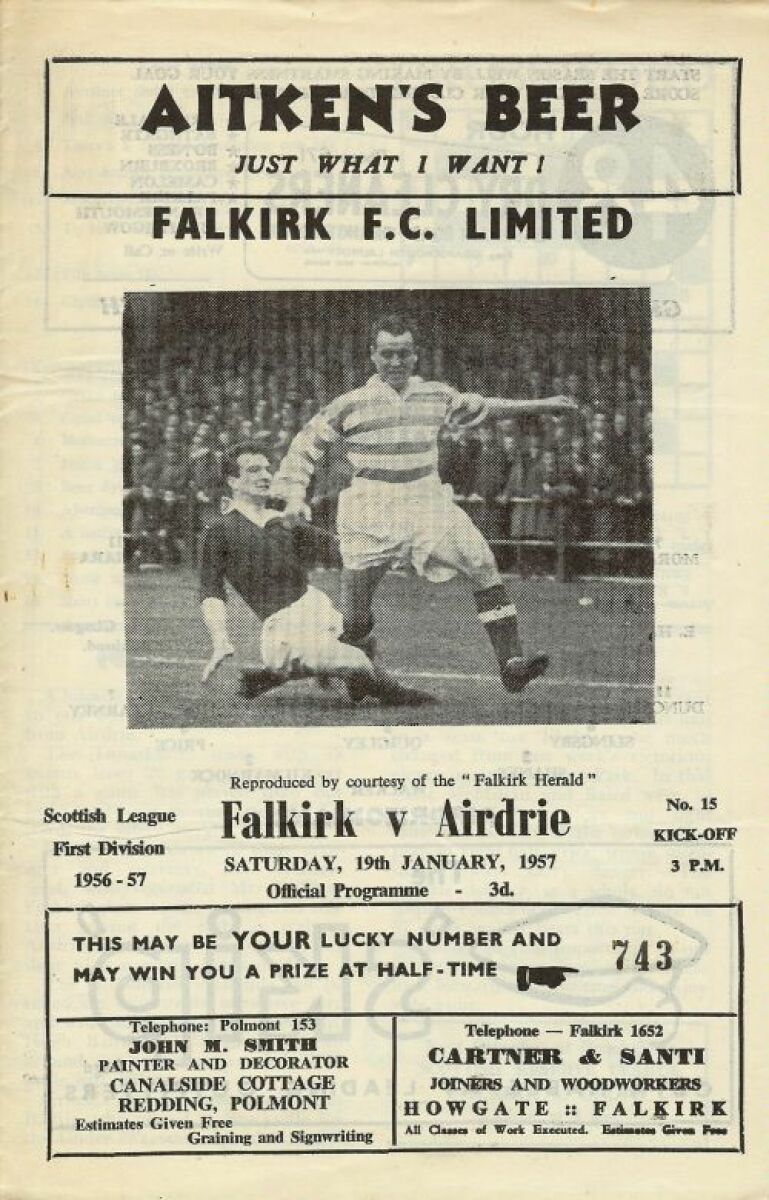 AITKEN'S BEER
JUST WHAT I WANT!
FALKIRK F.C. LIMITED
Reproduced by courtesy of the "Falkirk Herald"
Scottish League
First Division
1956-57
Falkirk v Airdrie
SATURDAY, 19th JANUARY, 1957
Official Programme - 3d.
No. 15
KICK-OFF
3 P.M.
THIS MAY BE YOUR LUCKY NUMBER AND
MAY WIN YOU A PRIZE AT HALF-TIME
743
Telephone: Polmont 153
JOHN M. SMITH
PAINTER AND DECORATOR
CANALSIDE COTTAGE
REDDING, POLMONT
Estimates Given Free
Graining and Signwriting
Telephone — Falkirk 1652
CARTNER & SANTI
JOINERS AND WOODWORKERS
HOWGATE :: FALKIRK
All Classes of Work Executed. Estimates Given Free